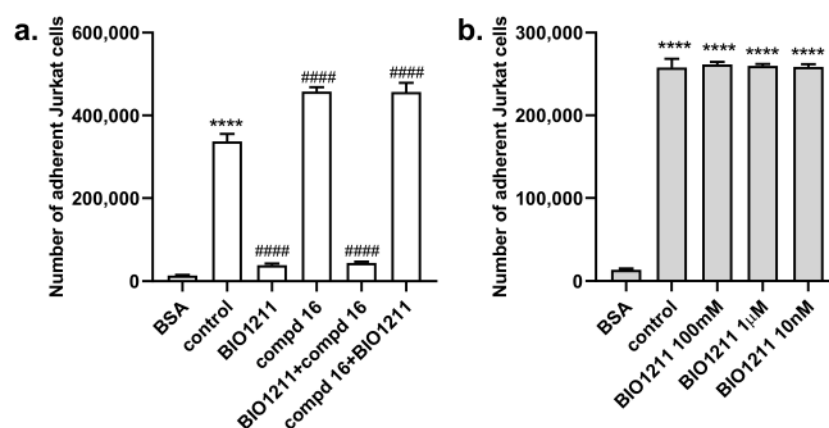 a.
Number of adherent Jurkat cells
600,000
400,000
200,000
0
****
####
####
####
####
BSA
control
BIO1211
compd 16
BIO1211+compd 16
compd 16+BIO1211
b.
Number of adherent Jurkat cells
300,000
200,000
100,000
0
****
****
****
****
BSA
control
BIO1211 100mM
BIO1211 1μM
BIO1211 10nM